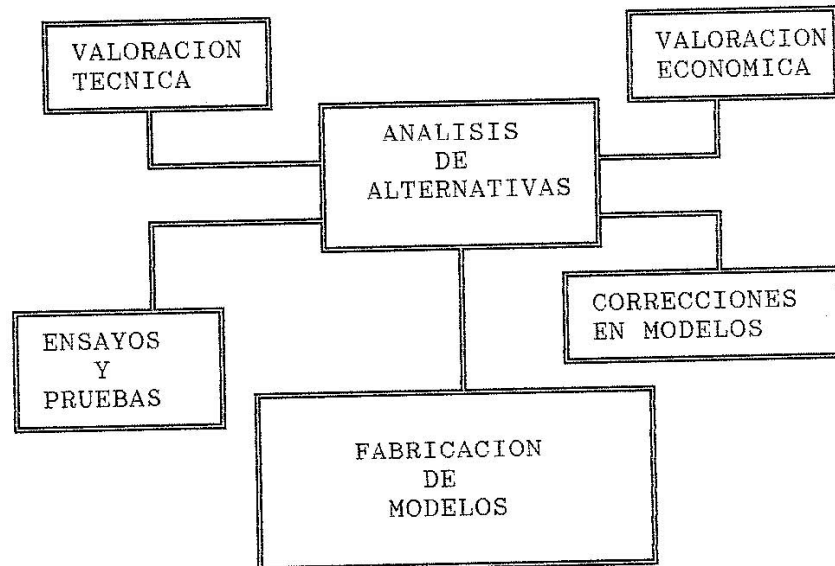 VALORACION
TECNICA
VALORACION
ECONOMICA
ANALISIS
DE
ALTERNATIVAS
ENSAYOS
Y
PRUEBAS
CORRECCIONES
EN MODELOS
FABRICACION
DE
MODELOS